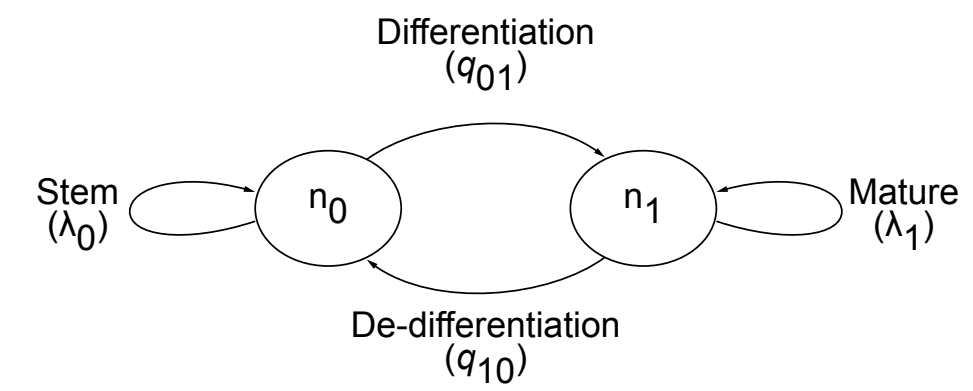 Differentiation
(q01)
Stem
(λ0)
n0
n1
Mature
(λ1)
De-differentiation
(q10)